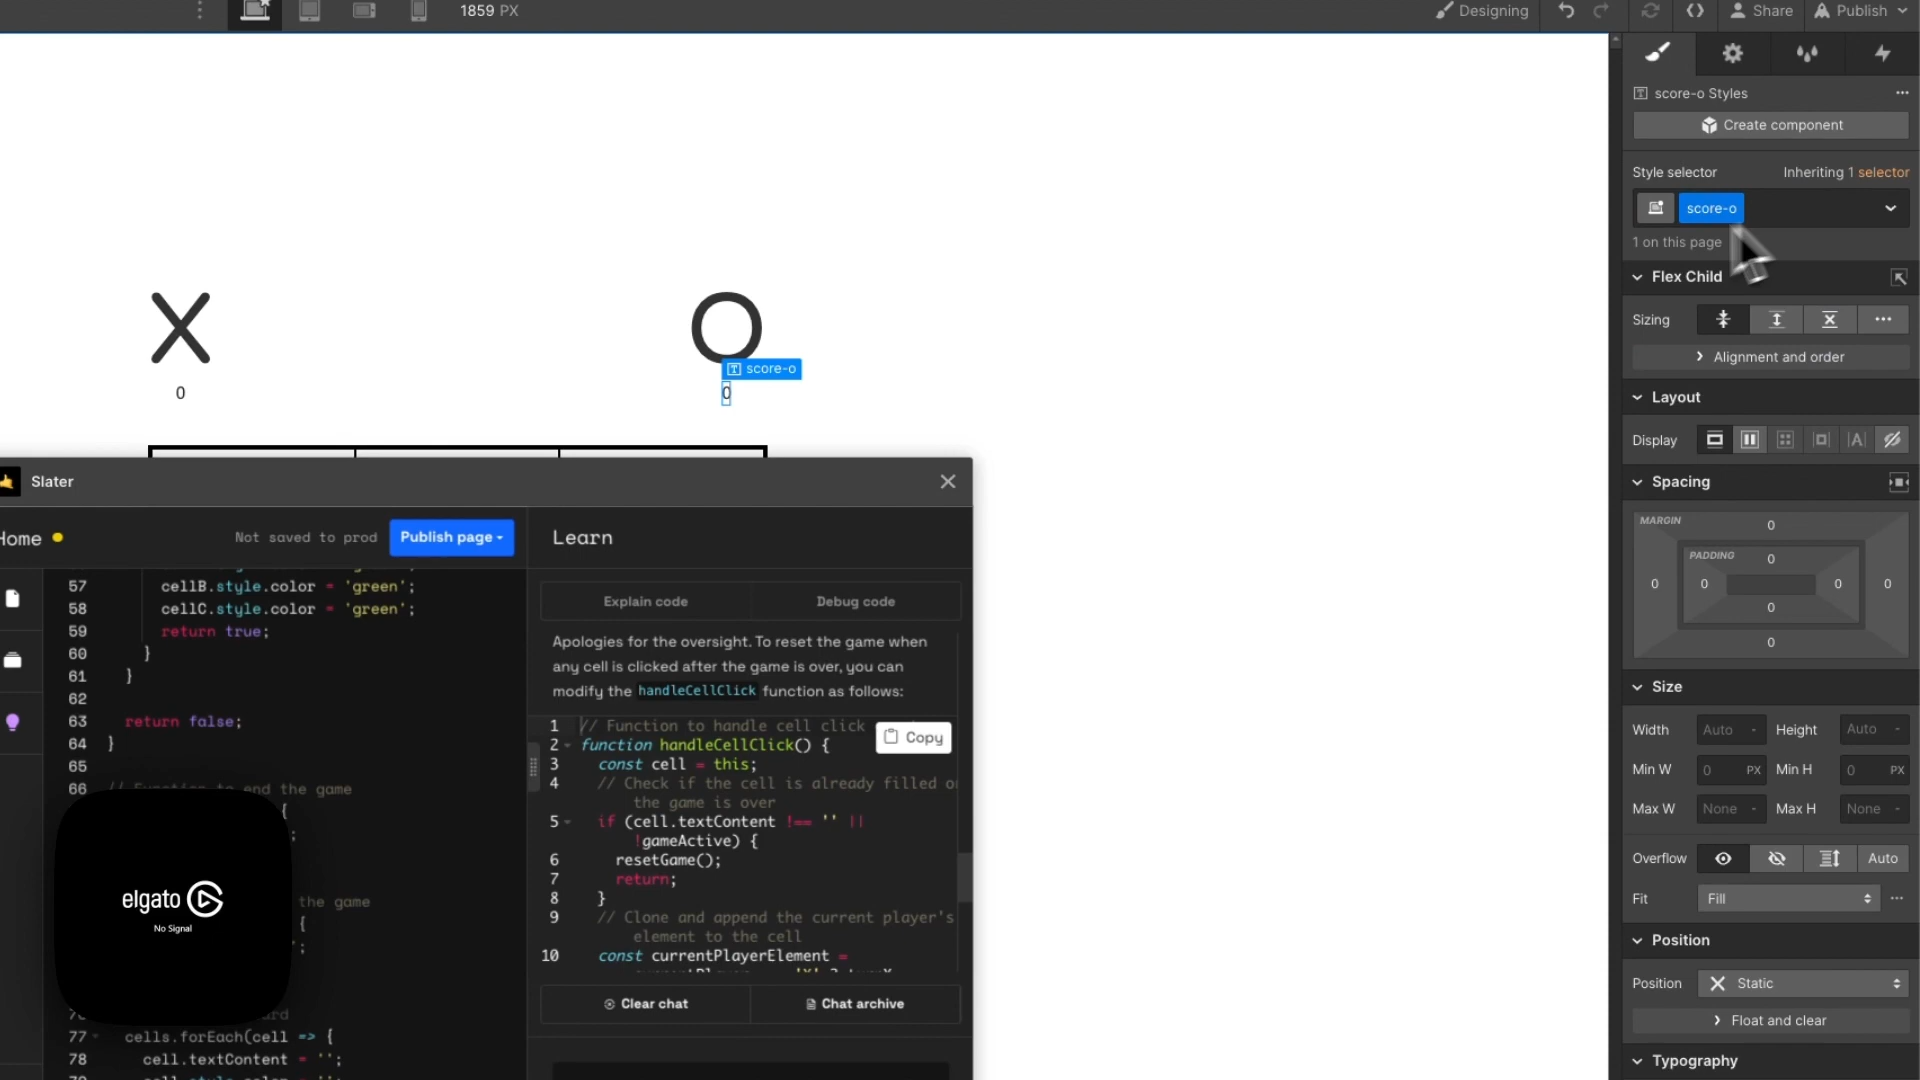 1859 PX
Designing
Share
Publish
score-o Styles
Create component
Style selector
Inheriting 1 selector
score-o
1 on this page
Flex Child
Sizing
Alignment and order
Layout
Display
Spacing
MARGIN
0
PADDING
0
0
0
0
0
0
0
Size
Width
Auto
-
Height
Auto
-
Min W
0
PX
Min H
0
PX
Max W
None
-
Max H
None
-
Overflow
Auto
Fit
Fill
Position
Position
Static
Float and clear
Typography
X
O
score-o
0
0
Slater
Home
Not saved to prod
Publish page
57 cellB.style.color = 'green';
58 cellC.style.color = 'green';
59 return true;
60 }
61 }
62
63 return false;
64 }
65
66 // Function to end the game
{
;
the game
{
';
77 cells.forEach(cell => {
78 cell.textContent = '';
Learn
Explain code
Debug code
Apologies for the oversight. To reset the game when
any cell is clicked after the game is over, you can
modify the handleCellClick function as follows:
1 // Function to handle cell click
Copy
2 function handleCellClick() {
3 const cell = this;
4 // Check if the cell is already filled or
the game is over
5 if (cell.textContent !== '' ||
!gameActive) {
6 resetGame();
7 return;
8 }
9 // Clone and append the current player's
element to the cell
10 const currentPlayerElement =
Clear chat
Chat archive
elgato
No Signal